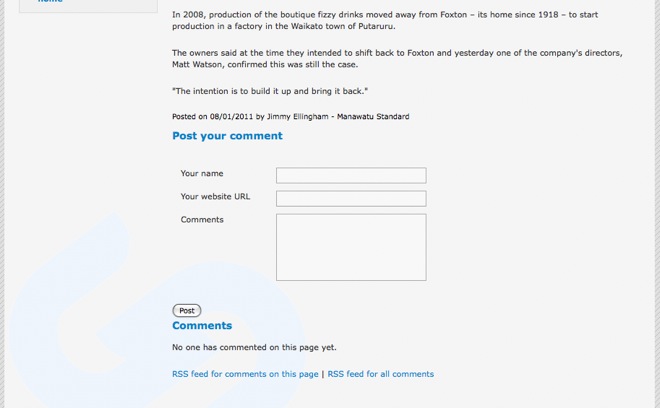 home
In 2008, production of the boutique fizzy drinks moved away from Foxton – its home since 1918 – to start
production in a factory in the Waikato town of Putaruru.
The owners said at the time they intended to shift back to Foxton and yesterday one of the company's directors,
Matt Watson, confirmed this was still the case.
"The intention is to build it up and bring it back."
Posted on 08/01/2011 by Jimmy Ellingham - Manawatu Standard
Post your comment
Your name
Your website URL
Comments
Post
Comments
No one has commented on this page yet.
RSS feed for comments on this page | RSS feed for all comments